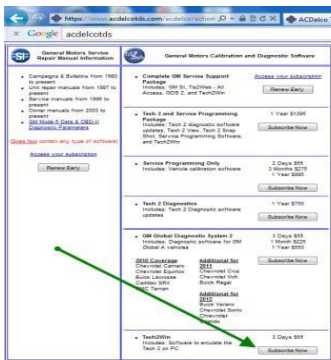 https://www.acdelcotds.com/acdelco/action
ACDelco
x Google acdelcotds
General Motors Service
Repair Manual Information
General Motors Calibration and Diagnostic Software
Campaigns & Bulletins from 1980
to present
Unit repair manuals from 1997 to
present
Service manuals from 1996 to
present
Owner manuals from 2003 to
present
GM Mode 6 Data & OBD-II
Diagnostic Parameters
(Does Not contain any type of software)
Access your subscription
Renew Early
Complete GM Service Support
Package
Includes: GM SI, Tis2Web - All
Access, GDS 2, and Tech2Win
Access your subscription
Renew Early
Tech 2 and Service Programming
Package
Includes: Tech 2 diagnostic software
updates, Tech 2 View, Tech 2 Snap
Shot, Service Programming Software,
and Tech2Win
1 Year $1395
Subscribe Now
Service Programming Only
Includes: Vehicle calibration software
2 Days $55
3 Months $275
1 Year $995
Subscribe Now
Tech 2 Diagnostics
Includes: Tech 2 Diagnostic software
updates
1 Year $750
Subscribe Now
GM Global Diagnostic System 2
Includes: Diagnostic software for GM
Global A vehicles
3 Days $55
1 Month $225
Subscribe Now
2010 Coverage
Chevrolet Camaro
Chevrolet Equinox
Buick Lacrosse
Cadillac SRX
GMC Terrain
Additional for
2011
Chevrolet Cruz
Chevrolet Volt
Buick Regal
Additional for
2012
Buick Verano
Chevrolet Sonic
Chevrolet
Tech2Win
Includes: Software to emulate the
Tech 2 on PC
3 Days $55
Subscribe Now